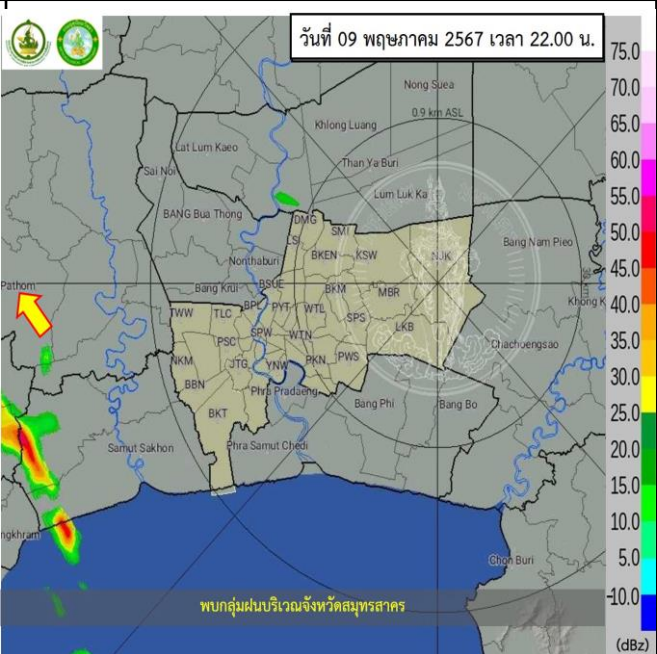 วันที่ 09 พฤษภาคม 2567 เวลา 22.00 น.
75.0
70.0
65.0
60.0
55.0
50.0
45.0
40.0
35.0
30.0
25.0
20.0
15.0
10.0
5.0
-10.0
(dBz)
Nong Suea
0.9 km ASL
Khlong Luang
Lat Lum Kaeo
Than Ya Buri
Sai Noi
Lum Luk Ka
BANG Bua Thong
DMG
SMI
LSI
Bang Nam Pieo
BKEN
KSW
NJK
Nonthaburi
Pathom
Bang Krui
BSUE
BKM
MBR
30 km
Khong K
TWW
TLC
BPL
PYT
WTL
SPS
LKB
PSC
SPW
WTN
Chachoengsao
NKM
JTG
YNW
PKN
PWS
BBN
Phra Pradaeng
BKT
Bang Phi
Bang Bo
Samut Sakhon
Phra Samut Chedi
ngkhram
Chon Buri
พบกลุ่มฝนบริเวณจังหวัดสมุทรสาคร